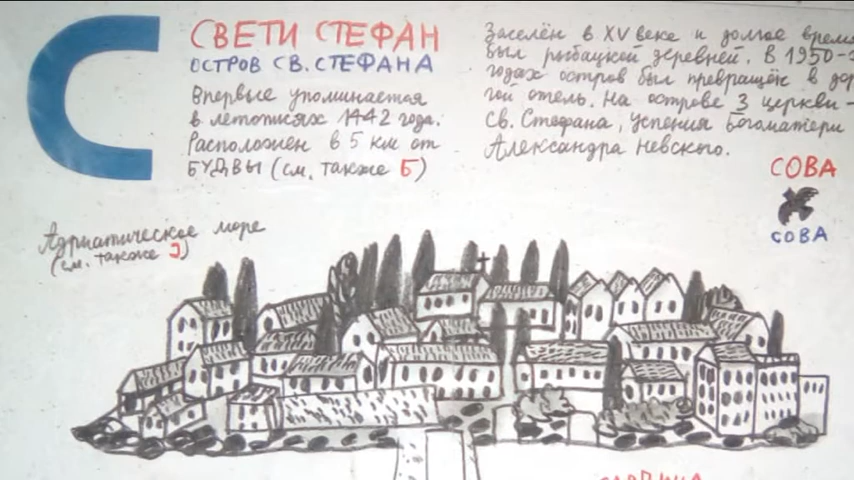 С
СВЕТИ СТЕФАН
ОСТРОВ СВ. СТЕФАНА
Впервые упоминается
в летописях 1442 года.
Расположен в 5 км от
БУДВЫ (см. также Б)
Заселён в XV веке и долгое время
был рыбацкой деревней. В 1950-
годах остров был превращён в дор
гой отель. На острове 3 церкви –
Св. Стефана, Успения Богоматери
Александра Невского.
СОВА
СОВА
Адриатическое море
(см. также J)